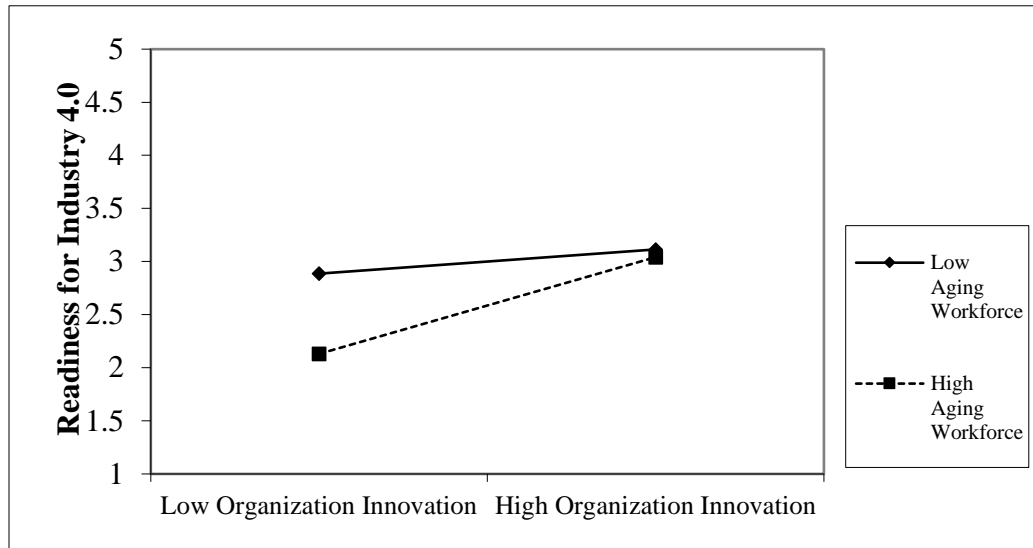 Readiness for Industry 4.0
5
4.5
4
3.5
3
2.5
2
1.5
1
Low Organization Innovation
High Organization Innovation
Low
Aging
Workforce
High
Aging
Workforce